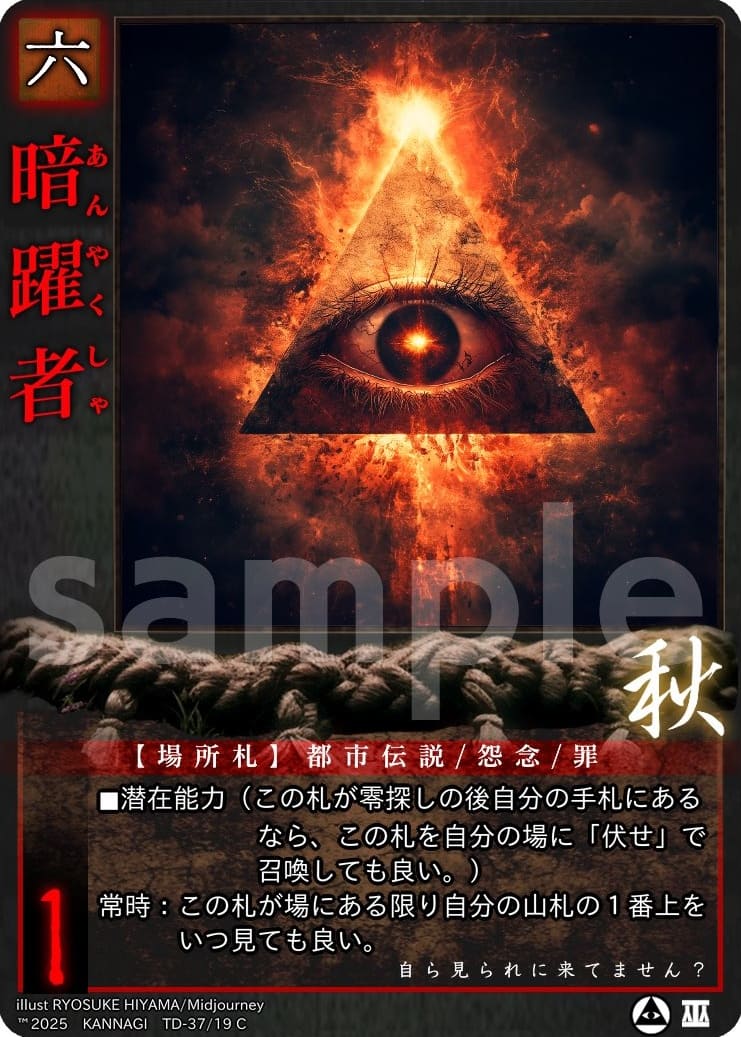 六
暗躍者
あんやくしゃ
sample
秋
【場所札】都市伝説/怨念/罪
■潜在能力（この札が零探しの後自分の手札にある
なら、この札を自分の場に「伏せ」で
召喚しても良い。）
常時：この札が場にある限り自分の山札の１番上を
いつ見ても良い。
自ら見られに来てません？
1
illust RYOSUKE HIYAMA/Midjourney
™2025 KANNAGI TD-37/19 C